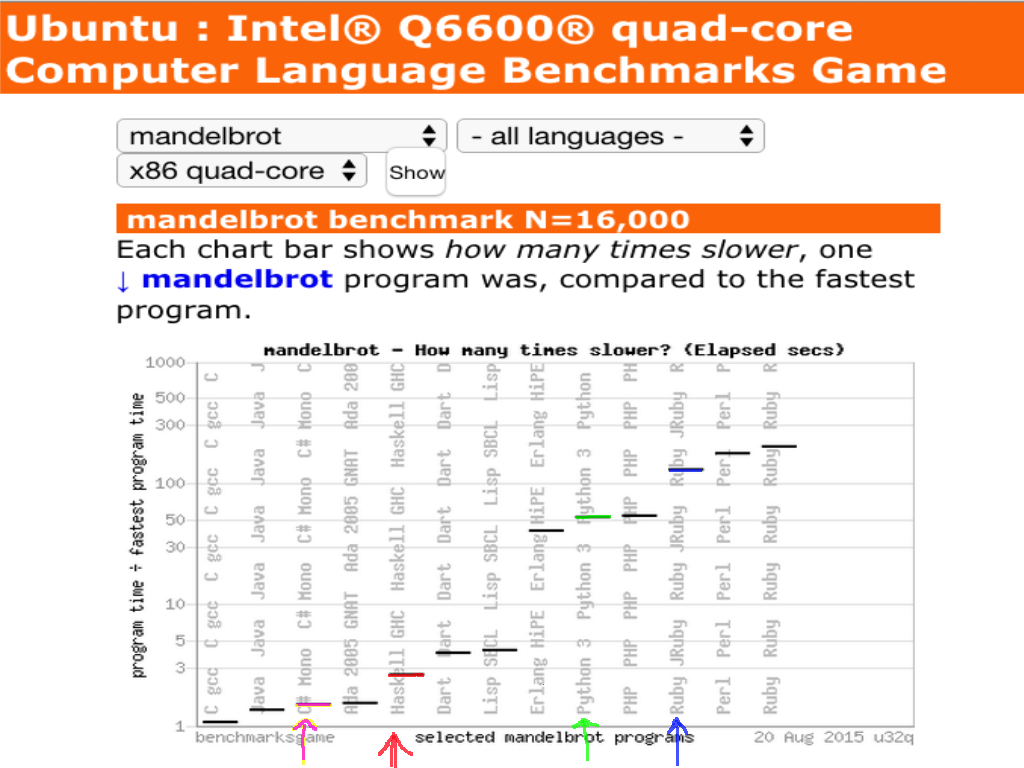 Ubuntu : Intel® Q6600® quad-core
Computer Language Benchmarks Game
mandelbrot - all languages -
x86 quad-core Show
mandelbrot benchmark N=16,000
Each chart bar shows how many times slower, one
↓ mandelbrot program was, compared to the fastest
program.
mandelbrot - How many times slower? (Elapsed secs)
program time ÷ fastest program time
1000
500
300
100
50
30
10
5
3
1
C gcc C gcc C gcc C gcc C
Java Java Java Java J
C# Mono C# Mono C# Mono C
Ada 2005 GNAT Ada 2005 GNAT Ada 200
Haskell GHC Haskell GHC Haskell GHC
Dart Dart Dart Dart D
Lisp SBCL Lisp SBCL Lisp SBCL Lisp
Erlang HiPE Erlang HiPE Erlang HiPE
Python 3 Python 3 Python 3 Python
PHP PHP PHP PHP PHP PH
Ruby JRuby Ruby JRuby Ruby JRuby R
Perl Perl Perl Perl P
Ruby Ruby Ruby Ruby R
benchmarksgame selected mandelbrot programs 20 Aug 2015 u32q